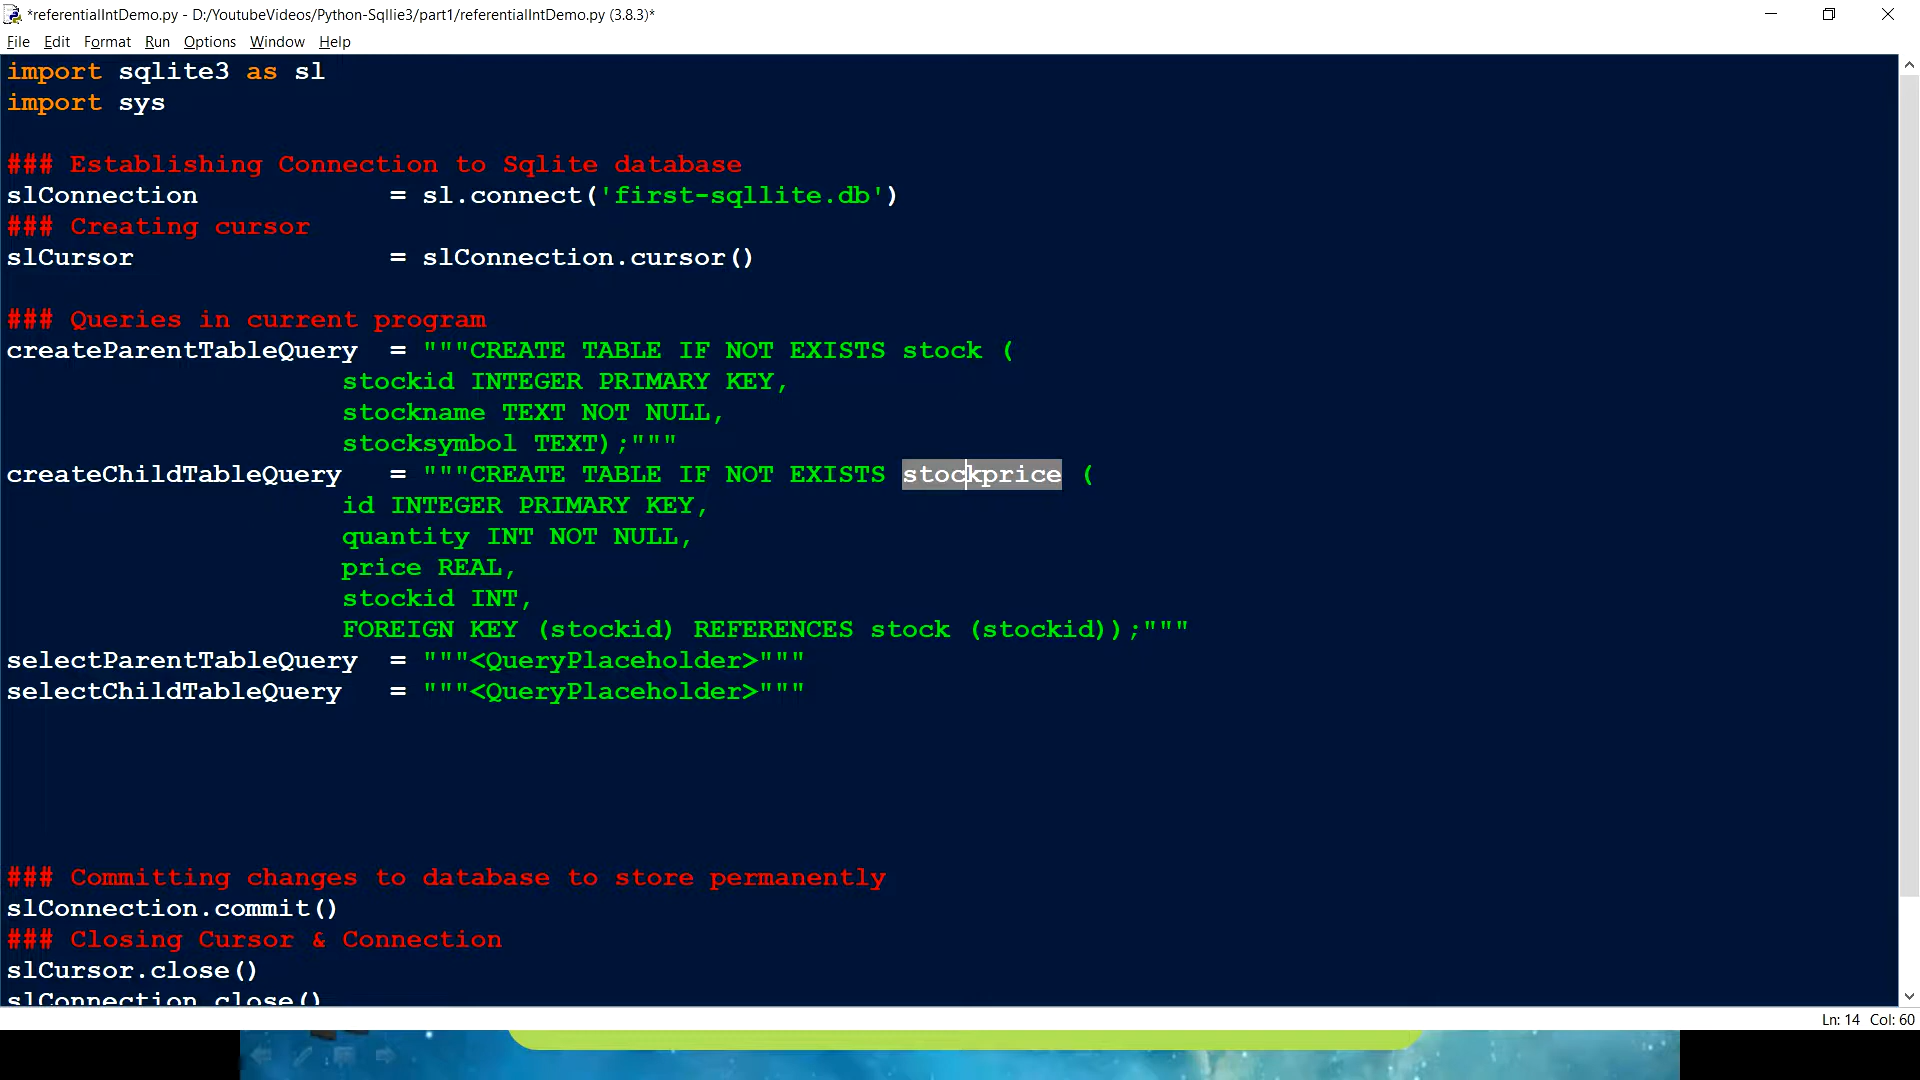 *referentialIntDemo.py - D:/YoutubeVideos/Python-Sqllie3/part1/referentialIntDemo.py (3.8.3)*
File Edit Format Run Options Window Help
import sqlite3 as sl
import sys
### Establishing Connection to Sqlite database
slConnection = sl.connect('first-sqllite.db')
### Creating cursor
slCursor = slConnection.cursor()
### Queries in current program
createParentTableQuery = """CREATE TABLE IF NOT EXISTS stock (
stockid INTEGER PRIMARY KEY,
stockname TEXT NOT NULL,
stocksymbol TEXT);"""
createChildTableQuery = """CREATE TABLE IF NOT EXISTS stockprice (
id INTEGER PRIMARY KEY,
quantity INT NOT NULL,
price REAL,
stockid INT,
FOREIGN KEY (stockid) REFERENCES stock (stockid));"""
selectParentTableQuery = """<QueryPlaceholder>"""
selectChildTableQuery = """<QueryPlaceholder>"""
### Committing changes to database to store permanently
slConnection.commit()
### Closing Cursor & Connection
slCursor.close()
slConnection.close()
Ln: 14 Col: 60